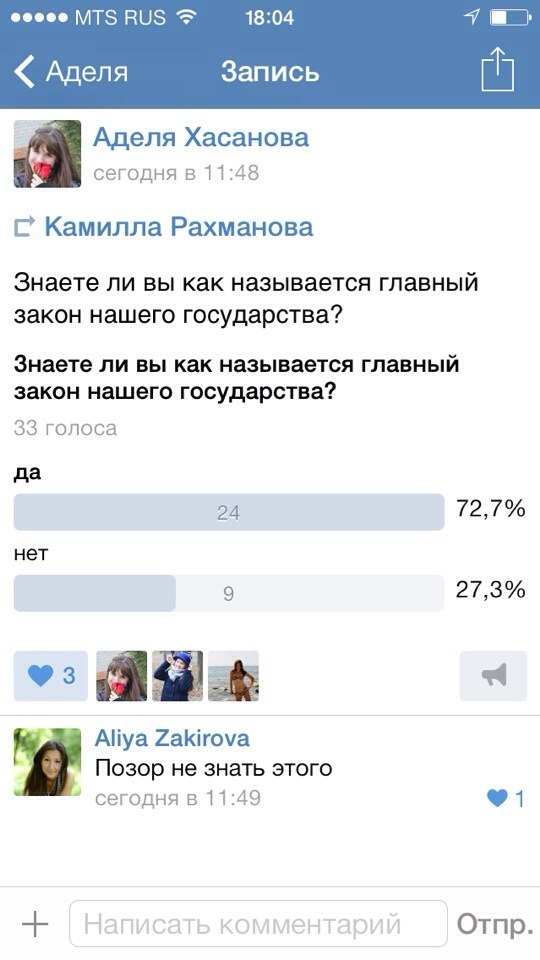 MTS RUS 18:04
Аделя Запись
Аделя Хасанова
сегодня в 11:48
Камилла Рахманова
Знаете ли вы как называется главный
закон нашего государства?
Знаете ли вы как называется главный
закон нашего государства?
33 голоса
да
24 72,7%
нет
9 27,3%
3
Aliya Zakirova
Позор не знать этого
сегодня в 11:49 1
Написать комментарий Отпр.